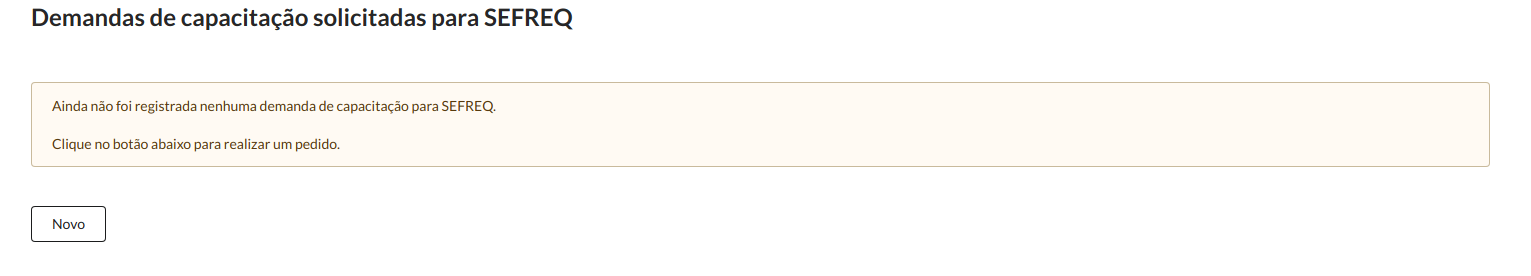 Demandas de capacitação solicitadas para SEFREQ
Ainda não foi registrada nenhuma demanda de capacitação para SEFREQ.
Clique no botão abaixo para realizar um pedido.
Novo